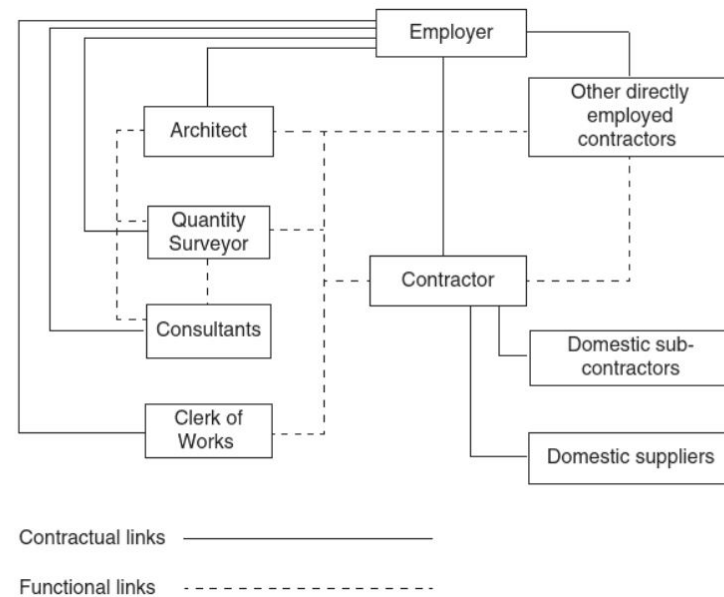 Employer
Other directly
employed
contractors
Architect
Quantity
Surveyor
Contractor
Consultants
Domestic sub-
contractors
Clerk of
Works
Domestic suppliers
Contractual links
Functional links